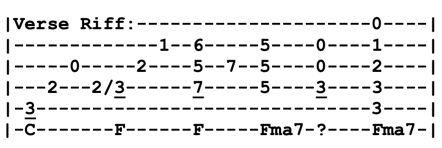 |Verse Riff:-----------------------0----|
|--------------1--6-----5----0----1----|
|-----0------2----5--7--5----0----2----|
|---2---2/3-------7-----5----3----3----|
|-3-------------------------------3----|
|-C--------F------F-----Fma7-?----Fma7-|